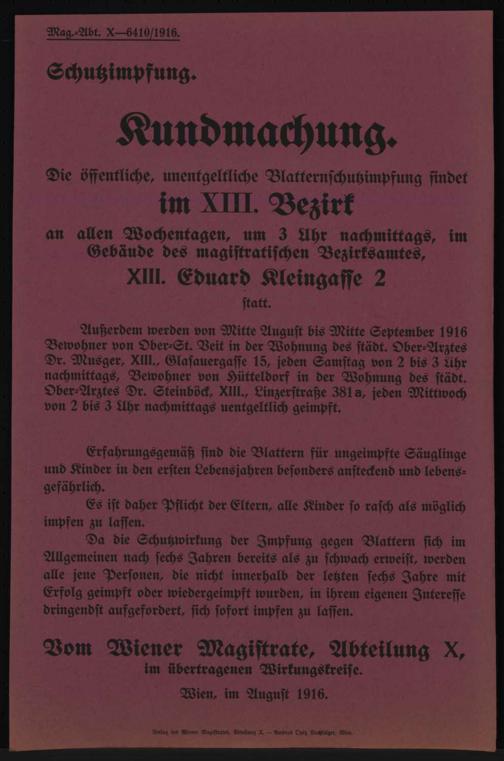 Mag.-Abt. X—6410/1916.
Schutzimpfung.
Kundmachung.
Die öffentliche, unentgeltliche Blatternschutzimpfung findet
im XIII. Bezirk
an allen Wochentagen, um 3 Uhr nachmittags, im
Gebäude des magistratischen Bezirksamtes,
XIII. Eduard Kleingasse 2
statt.
Außerdem werden von Mitte August bis Mitte September 1916
Bewohner von Ober-St. Veit in der Wohnung des städt. Ober-Arztes
Dr. Musger, XIII., Glasauergasse 15, jeden Samstag von 2 bis 3 Uhr
nachmittags, Bewohner von Hütteldorf in der Wohnung des städt.
Ober-Arztes Dr. Steinböck, XIII., Linzerstraße 381a, jeden Mittwoch
von 2 bis 3 Uhr nachmittags uentgeltlich geimpft.
Erfahrungsgemäß sind die Blattern für ungeimpfte Säuglinge
und Kinder in den ersten Lebensjahren besonders ansteckend und lebens-
gefährlich.
Es ist daher Pflicht der Eltern, alle Kinder so rasch als möglich
impfen zu lassen.
Da die Schutzwirkung der Impfung gegen Blattern sich im
Allgemeinen nach sechs Jahren bereits als zu schwach erweist, werden
alle jene Personen, die nicht innerhalb der letzten sechs Jahre mit
Erfolg geimpft oder wiedergeimpft wurden, in ihrem eigenen Interesse
dringendst aufgefordert, sich sofort impfen zu lassen.
Vom Wiener Magistrate, Abteilung X,
im übertragenen Wirkungskreise.
Wien, im August 1916.
Verlag des Wiener Magistrates, Abteilung X. — Nachfolger, Wien.